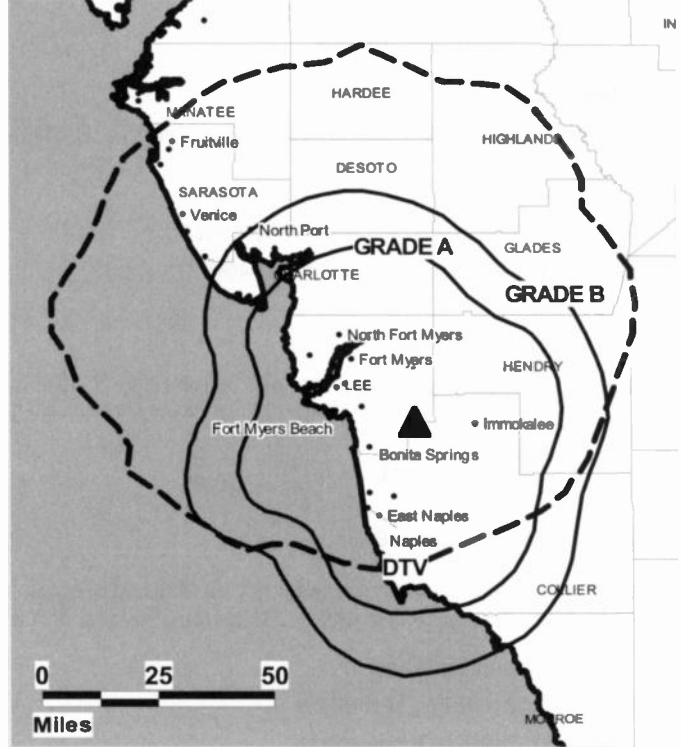 IN
HARDEE
MANATEE
HIGHLANDS
Fruitville
DESOTO
SARASOTA
Venice
North Port
GRADE A
GLADES
CHARLOTTE
GRADE B
North Fort Myers
Fort Myers
HENDRY
LEE
Immokalee
Fort Myers Beach
Bonita Springs
East Naples
Naples
DTV
COLLIER
0 25 50
Miles
MONROE